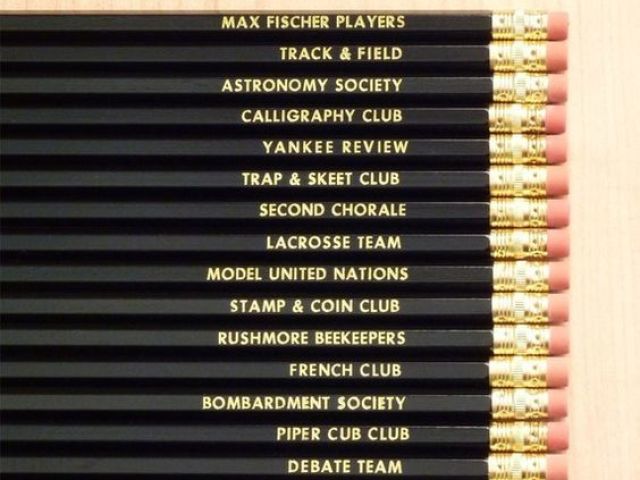 MAX FISCHER PLAYERS
TRACK & FIELD
ASTRONOMY SOCIETY
CALLIGRAPHY CLUB
YANKEE REVIEW
TRAP & SKEET CLUB
SECOND CHORALE
LACROSSE TEAM
MODEL UNITED NATIONS
STAMP & COIN CLUB
RUSHMORE BEEKEEPERS
FRENCH CLUB
BOMBARDMENT SOCIETY
PIPER CUB CLUB
DEBATE TEAM